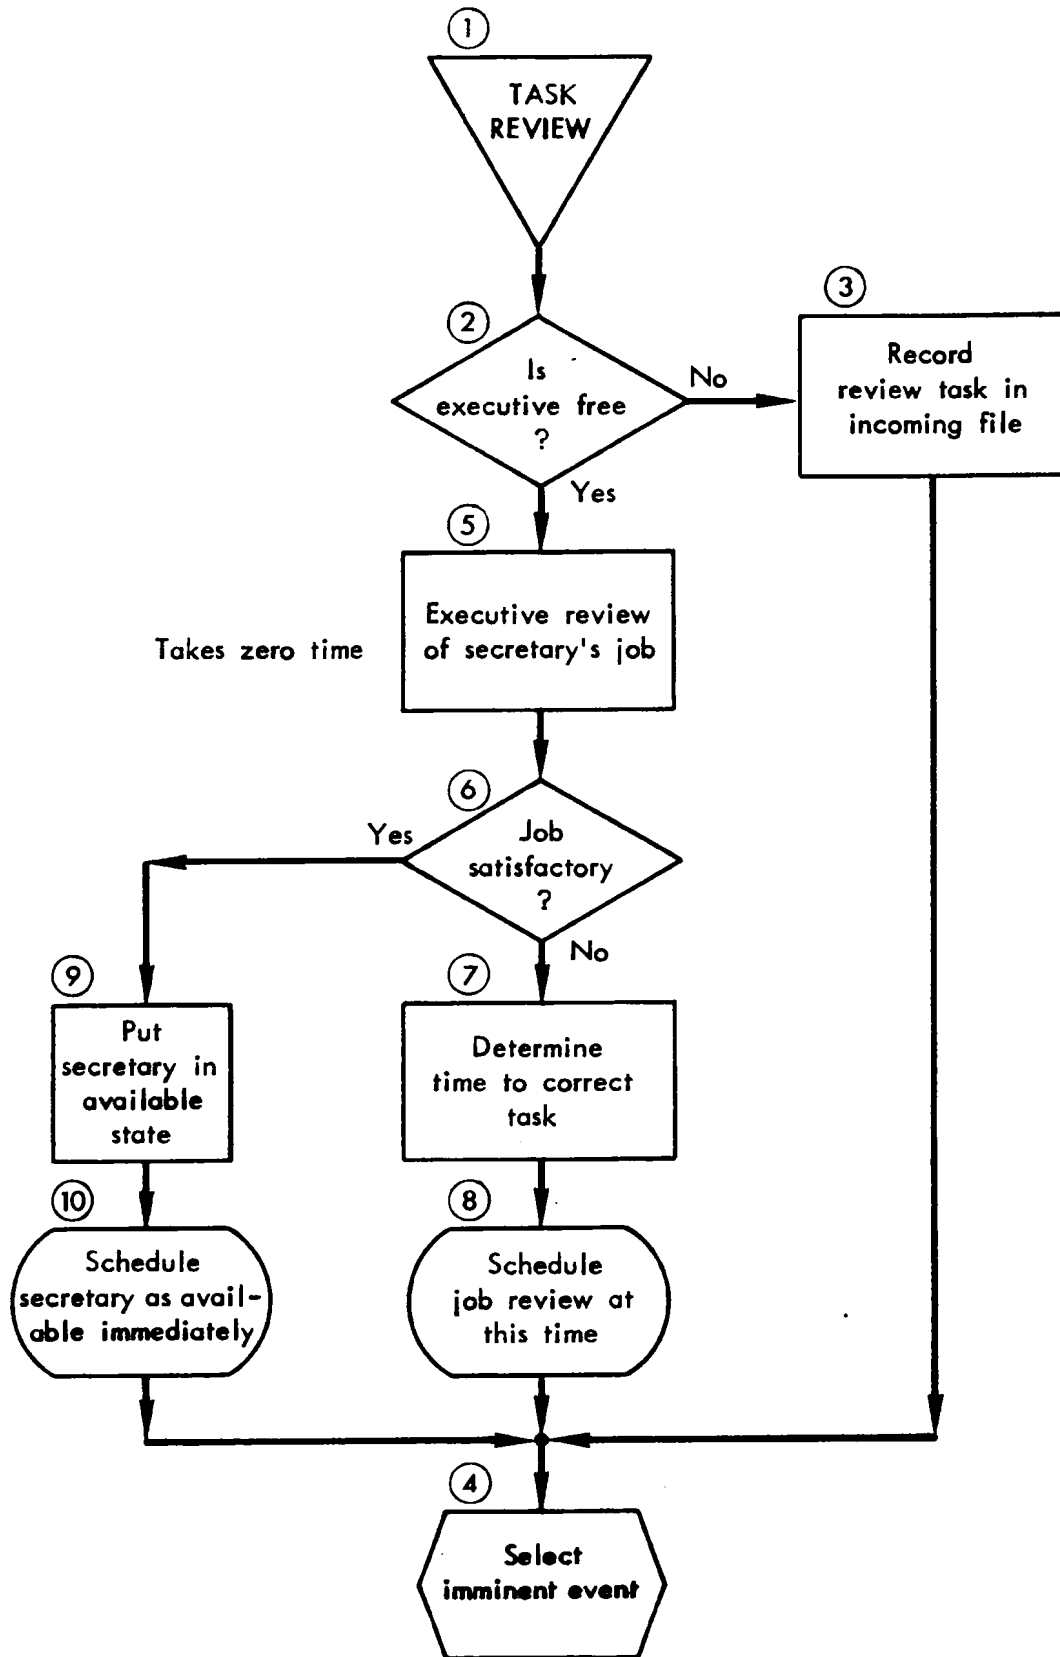 1
TASK
REVIEW
2
Is
executive free
?
No
3
Record
review task in
incoming file
Yes
5
Executive review
of secretary's job
Takes zero time
6
Job
satisfactory
?
Yes
No
9
Put
secretary in
available
state
7
Determine
time to correct
task
10
Schedule
secretary as avail-
able immediately
8
Schedule
job review at
this time
4
Select
imminent event